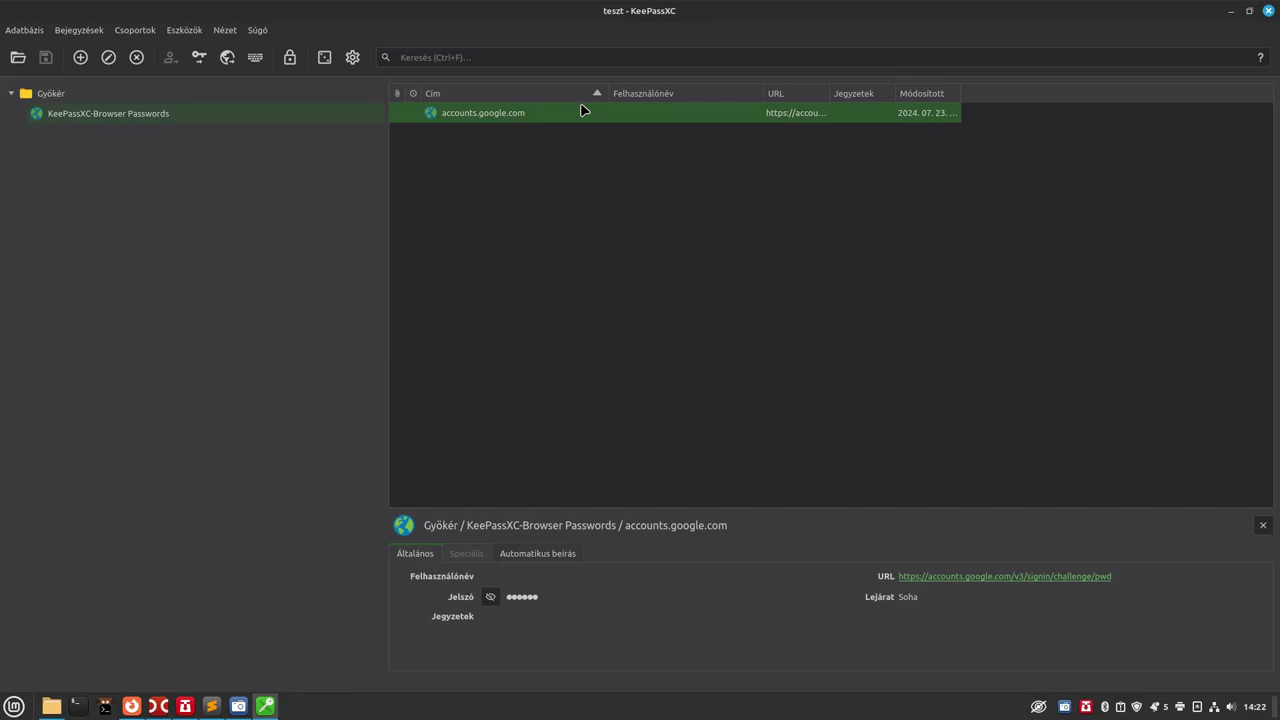 teszt - KeePassXC
Adatbázis Bejegyzések Csoportok Eszközök Nézet Súgó
Keresés (Ctrl+F)... ?
Gyökér
KeePassXC-Browser Passwords
Cím Felhasználónév URL Jegyzetek Módosított
accounts.google.com https://accou... 2024. 07. 23. ...
Gyökér / KeePassXC-Browser Passwords / accounts.google.com
Általános Speciális Automatikus beírás
Felhasználónév URL https://accounts.google.com/v3/signin/challenge/pwd
Jelszó ●●●●●● Lejárat Soha
Jegyzetek
5 14:22